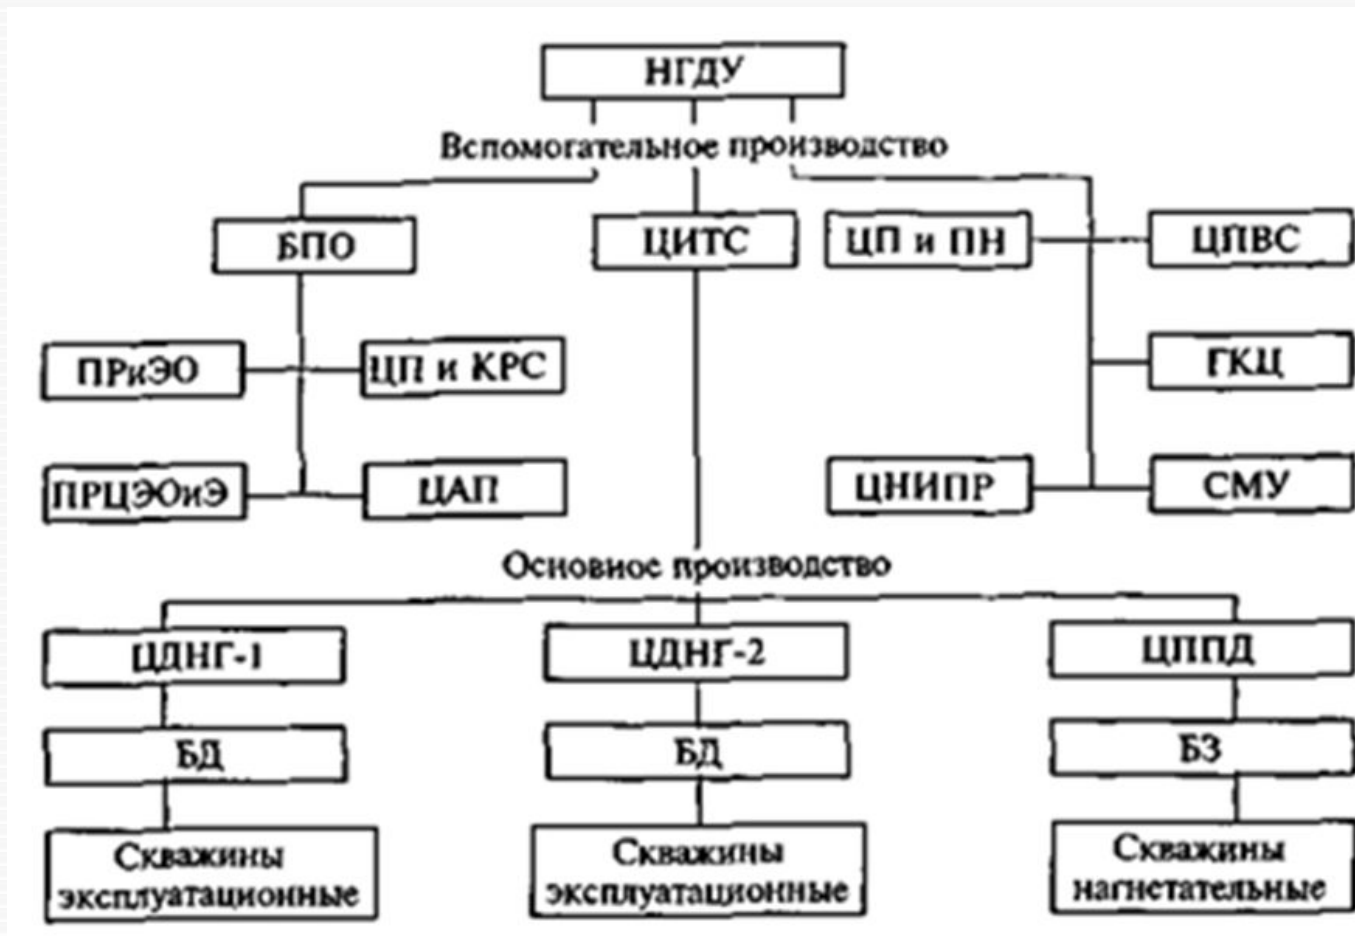 НГДУ
Вспомогательное производство
БПО
ЦИТС
ЦП и ПН
ЦПВС
ПРиЭО
ЦП и КРС
ГКЦ
ПРЦЭОиЭ
ЦАП
ЦНИПР
СМУ
Основное производство
ЦДНГ-1
ЦДНГ-2
ЦППД
БД
БД
БЗ
Скважины
эксплуатационные
Скважины
эксплуатационные
Скважины
нагнетательные